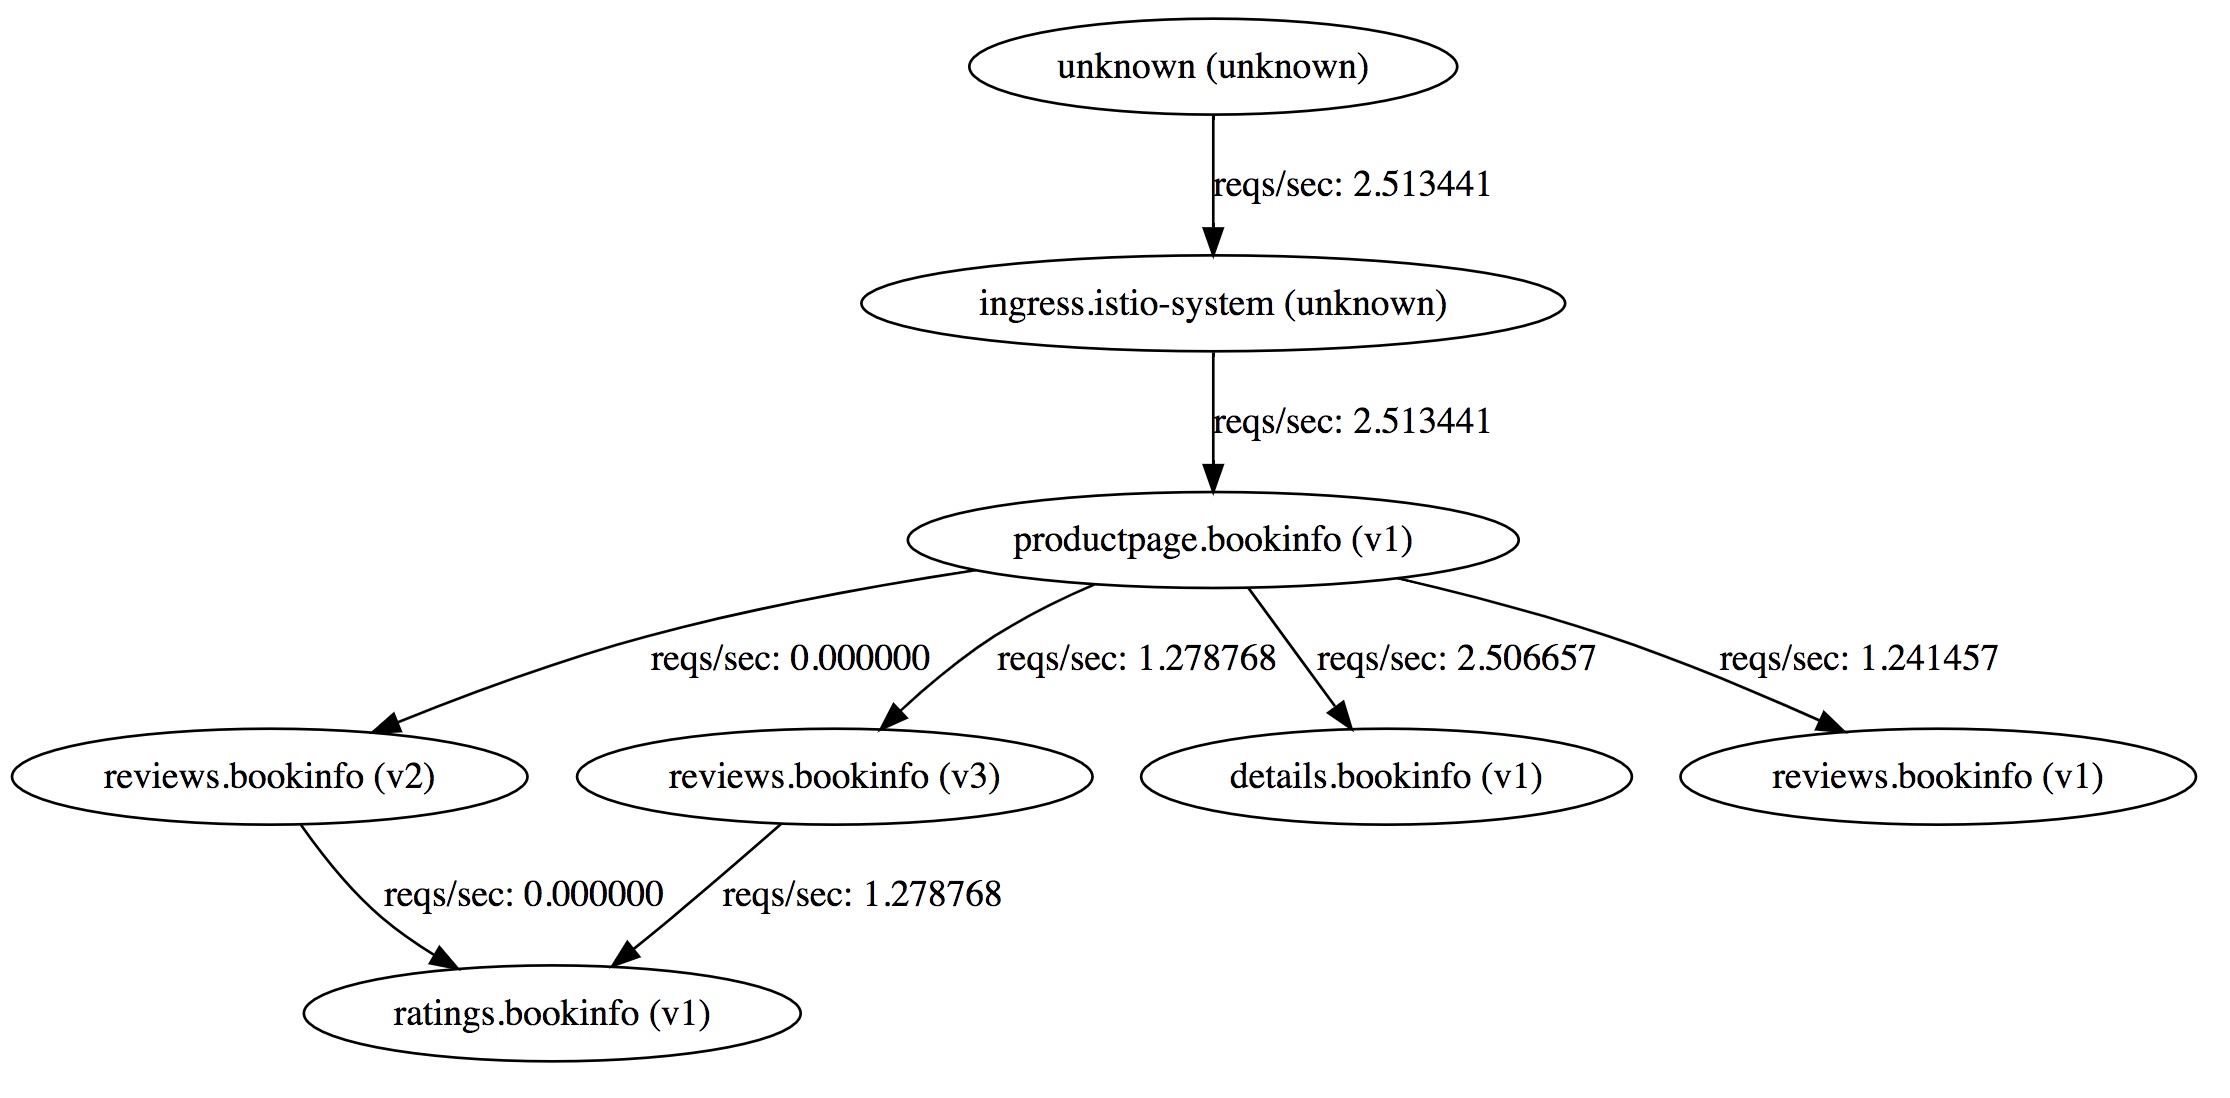 unknown (unknown)
reqs/sec: 2.513441
ingress.istio-system (unknown)
reqs/sec: 2.513441
productpage.bookinfo (v1)
reqs/sec: 0.000000
reqs/sec: 1.278768
reqs/sec: 2.506657
reqs/sec: 1.241457
reviews.bookinfo (v2)
reviews.bookinfo (v3)
details.bookinfo (v1)
reviews.bookinfo (v1)
reqs/sec: 0.000000
reqs/sec: 1.278768
ratings.bookinfo (v1)